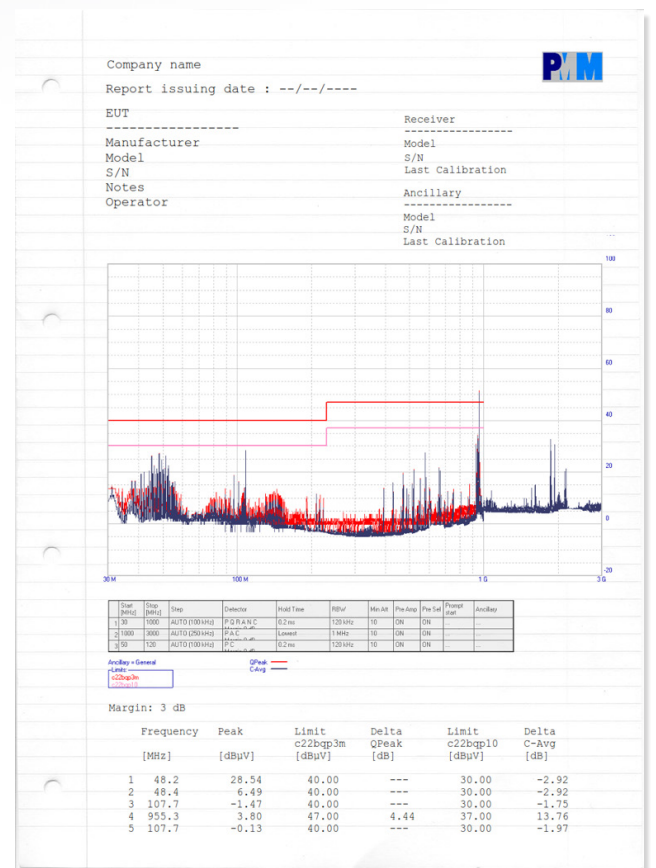 PMM
Company name
Report issuing date : --/--/----
EUT
-----------------
Manufacturer
Model
S/N
Notes
Operator
Receiver
-----------------
Model
S/N
Last Calibration
Ancillary
-----------------
Model
S/N
Last Calibration
100
80
60
40
20
0
-20
30 M 100 M 1 G 3 G
Start [MHz] Stop [MHz] Step Detector Hold Time RBW Min Att Pre Amp Pre Sel Prompt start Ancillary
1 30 1000 AUTO (100 kHz) P Q R A N C 0.2 ms 120 kHz 10 ON ON ... ...
2 1000 3000 AUTO (250 kHz) P A C Lowest 1 MHz 10 ON ON ... ...
3 50 120 AUTO (100 kHz) P C 0.2 ms 120 kHz 10 ON ON ... ...
Ancillary = General
Limits
c22bqp3m
c22bqp10
QPeak
C-Avg
Margin: 3 dB
Frequency Peak Limit Delta Limit Delta
c22bqp3m QPeak c22bqp10 C-Avg
[MHz] [dBµV] [dBµV] [dB] [dBµV] [dB]
1 48.2 28.54 40.00 --- 30.00 -2.92
2 48.4 6.49 40.00 --- 30.00 -2.92
3 107.7 -1.47 40.00 --- 30.00 -1.75
4 955.3 3.80 47.00 4.44 37.00 13.76
5 107.7 -0.13 40.00 --- 30.00 -1.97